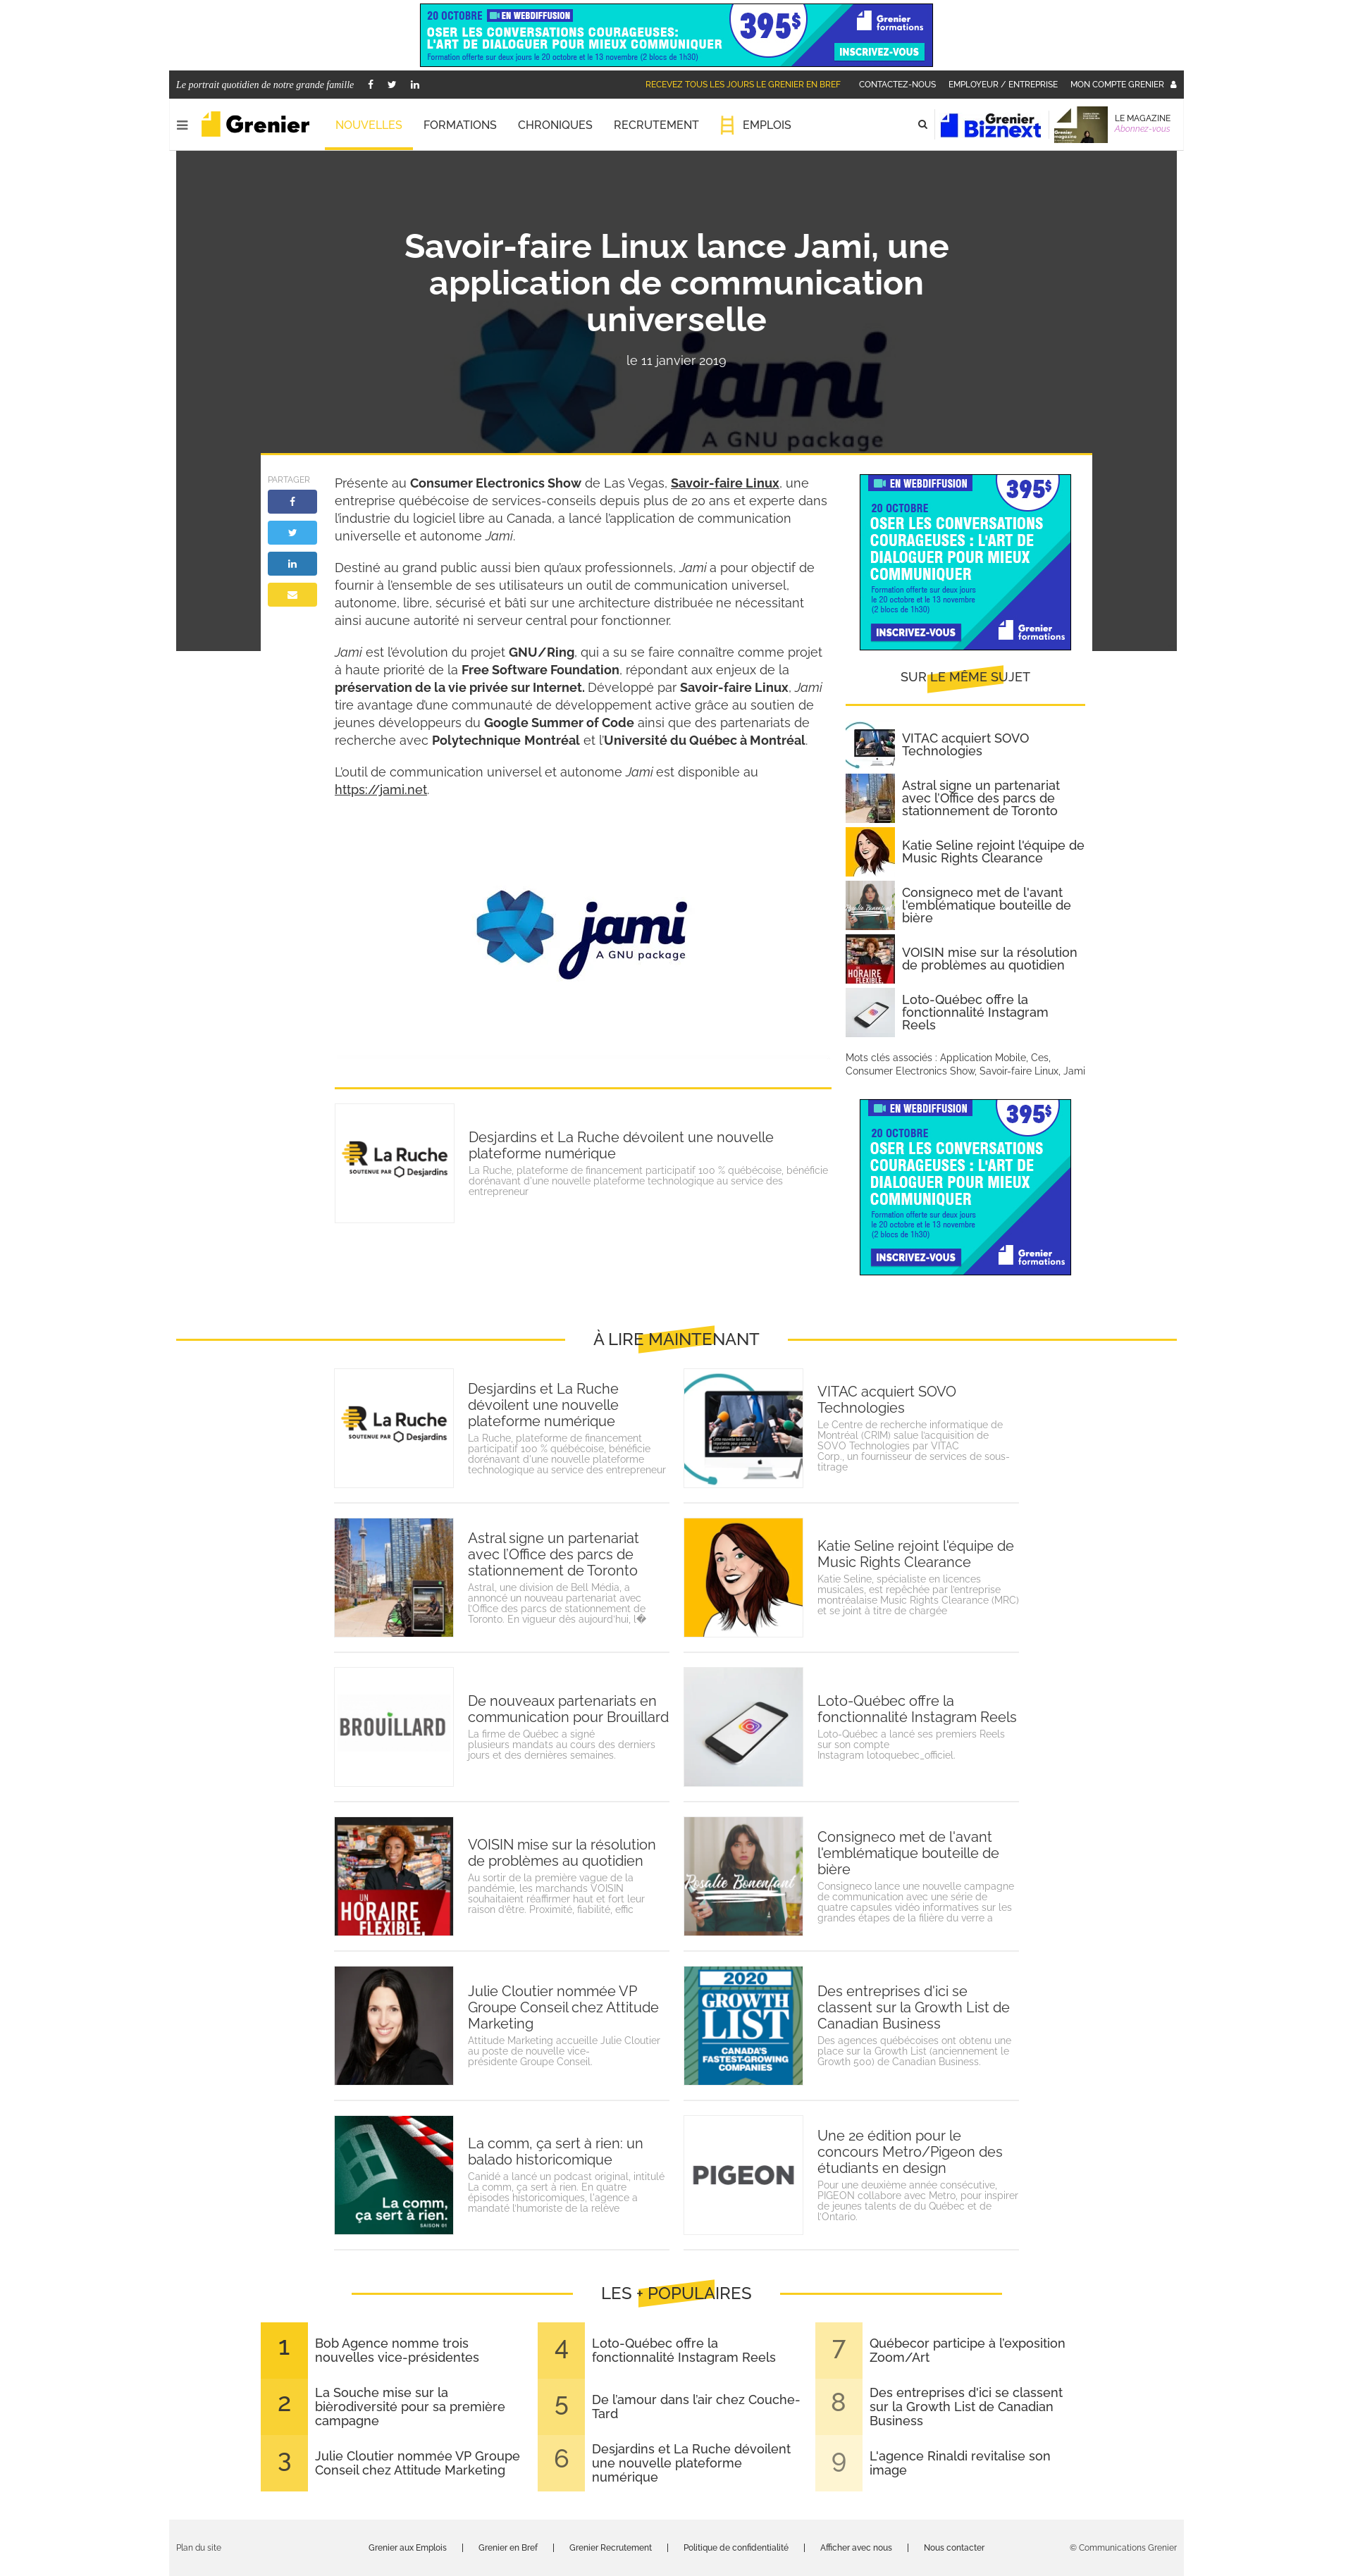 20 OCTOBRE EN WEBDIFFUSION
OSER LES CONVERSATIONS COURAGEUSES:
L'ART DE DIALOGUER POUR MIEUX COMMUNIQUER
Formation offerte sur deux jours le 20 octobre et le 13 novembre (2 blocs de 1h30)
395$
Grenier
formations
INSCRIVEZ-VOUS
Le portrait quotidien de notre grande famille
RECEVEZ TOUS LES JOURS LE GRENIER EN BREF CONTACTEZ-NOUS EMPLOYEUR / ENTREPRISE MON COMPTE GRENIER
Grenier NOUVELLES FORMATIONS CHRONIQUES RECRUTEMENT EMPLOIS
Grenier
Biznext
Grenier
magazine
LE MAGAZINE
Abonnez-vous
Savoir-faire Linux lance Jami, une
application de communication
universelle
le 11 janvier 2019
jami
A GNU package
PARTAGER
Présente au Consumer Electronics Show de Las Vegas, Savoir-faire Linux, une
entreprise québécoise de services-conseils depuis plus de 20 ans et experte dans
l'industrie du logiciel libre au Canada, a lancé l'application de communication
universelle et autonome Jami.
Destiné au grand public aussi bien qu'aux professionnels, Jami a pour objectif de
fournir à l'ensemble de ses utilisateurs un outil de communication universel,
autonome, libre, sécurisé et bâti sur une architecture distribuée ne nécessitant
ainsi aucune autorité ni serveur central pour fonctionner.
Jami est l'évolution du projet GNU/Ring, qui a su se faire connaître comme projet
à haute priorité de la Free Software Foundation, répondant aux enjeux de la
préservation de la vie privée sur Internet. Développé par Savoir-faire Linux, Jami
tire avantage d'une communauté de développement active grâce au soutien de
jeunes développeurs du Google Summer of Code ainsi que des partenariats de
recherche avec Polytechnique Montréal et l'Université du Québec à Montréal.
L'outil de communication universel et autonome Jami est disponible au
https://jami.net.
jami
A GNU package
Desjardins et La Ruche dévoilent une nouvelle
plateforme numérique
La Ruche, plateforme de financement participatif 100 % québécoise, bénéficie
dorénavant d'une nouvelle plateforme technologique au service des
entrepreneur
La Ruche
SOUTENUE PAR Desjardins
EN WEBDIFFUSION
395$
20 OCTOBRE
OSER LES CONVERSATIONS
COURAGEUSES : L'ART DE
DIALOGUER POUR MIEUX
COMMUNIQUER
Formation offerte sur deux jours
le 20 octobre et le 13 novembre
(2 blocs de 1h30)
INSCRIVEZ-VOUS
Grenier
formations
SUR LE MÊME SUJET
VITAC acquiert SOVO
Technologies
Astral signe un partenariat
avec l'Office des parcs de
stationnement de Toronto
Katie Seline rejoint l'équipe de
Music Rights Clearance
Consigneco met de l'avant
l'emblématique bouteille de
bière
VOISIN mise sur la résolution
de problèmes au quotidien
HORAIRE
FLEXIBLE.
Loto-Québec offre la
fonctionnalité Instagram
Reels
Mots clés associés : Application Mobile, Ces,
Consumer Electronics Show, Savoir-faire Linux, Jami
EN WEBDIFFUSION
395$
20 OCTOBRE
OSER LES CONVERSATIONS
COURAGEUSES : L'ART DE
DIALOGUER POUR MIEUX
COMMUNIQUER
Formation offerte sur deux jours
le 20 octobre et le 13 novembre
(2 blocs de 1h30)
INSCRIVEZ-VOUS
Grenier
formations
À LIRE MAINTENANT
La Ruche
SOUTENUE PAR Desjardins
Desjardins et La Ruche
dévoilent une nouvelle
plateforme numérique
La Ruche, plateforme de financement
participatif 100 % québécoise, bénéficie
dorénavant d'une nouvelle plateforme
technologique au service des entrepreneur
VITAC acquiert SOVO
Technologies
Le Centre de recherche informatique de
Montréal (CRIM) salue l'acquisition de
SOVO Technologies par VITAC
Corp., un fournisseur de services de sous-
titrage
Astral signe un partenariat
avec l'Office des parcs de
stationnement de Toronto
Astral, une division de Bell Média, a
annoncé un nouveau partenariat avec
l'Office des parcs de stationnement de
Toronto. En vigueur dès aujourd'hui, l�
Katie Seline rejoint l'équipe de
Music Rights Clearance
Katie Seline, spécialiste en licences
musicales, est repêchée par l'entreprise
montréalaise Music Rights Clearance (MRC)
et se joint à titre de chargée
BROUILLARD
De nouveaux partenariats en
communication pour Brouillard
La firme de Québec a signé
plusieurs mandats au cours des derniers
jours et des dernières semaines.
Loto-Québec offre la
fonctionnalité Instagram Reels
Loto-Québec a lancé ses premiers Reels
sur son compte
Instagram lotoquebec_officiel.
UN
HORAIRE
FLEXIBLE.
VOISIN mise sur la résolution
de problèmes au quotidien
Au sortir de la première vague de la
pandémie, les marchands VOISIN
souhaitaient réaffirmer haut et fort leur
raison d'être. Proximité, fiabilité, effic
Rosalie Bonenfant
Consigneco met de l'avant
l'emblématique bouteille de
bière
Consigneco lance une nouvelle campagne
de communication avec une série de
quatre capsules vidéo informatives sur les
grandes étapes de la filière du verre a
Julie Cloutier nommée VP
Groupe Conseil chez Attitude
Marketing
Attitude Marketing accueille Julie Cloutier
au poste de nouvelle vice-
présidente Groupe Conseil.
2020
GROWTH
LIST
CANADA'S
FASTEST-GROWING
COMPANIES
Des entreprises d'ici se
classent sur la Growth List de
Canadian Business
Des agences québécoises ont obtenu une
place sur la Growth List (anciennement le
Growth 500) de Canadian Business.
La comm,
ça sert à rien.
SAISON 01
La comm, ça sert à rien: un
balado historicomique
Canidé a lancé un podcast original, intitulé
La comm, ça sert à rien. En quatre
épisodes historicomiques, l'agence a
mandaté l'humoriste de la relève
PIGEON
Une 2e édition pour le
concours Metro/Pigeon des
étudiants en design
Pour une deuxième année consécutive,
PIGEON collabore avec Metro, pour inspirer
de jeunes talents de du Québec et de
l'Ontario.
LES + POPULAIRES
1 Bob Agence nomme trois
nouvelles vice-présidentes
2 La Souche mise sur la
bièrodiversité pour sa première
campagne
3 Julie Cloutier nommée VP Groupe
Conseil chez Attitude Marketing
4 Loto-Québec offre la
fonctionnalité Instagram Reels
5 De l'amour dans l'air chez Couche-
Tard
6 Desjardins et La Ruche dévoilent
une nouvelle plateforme
numérique
7 Québecor participe à l'exposition
Zoom/Art
8 Des entreprises d'ici se classent
sur la Growth List de Canadian
Business
9 L'agence Rinaldi revitalise son
image
Plan du site Grenier aux Emplois | Grenier en Bref | Grenier Recrutement | Politique de confidentialité | Afficher avec nous | Nous contacter © Communications Grenier